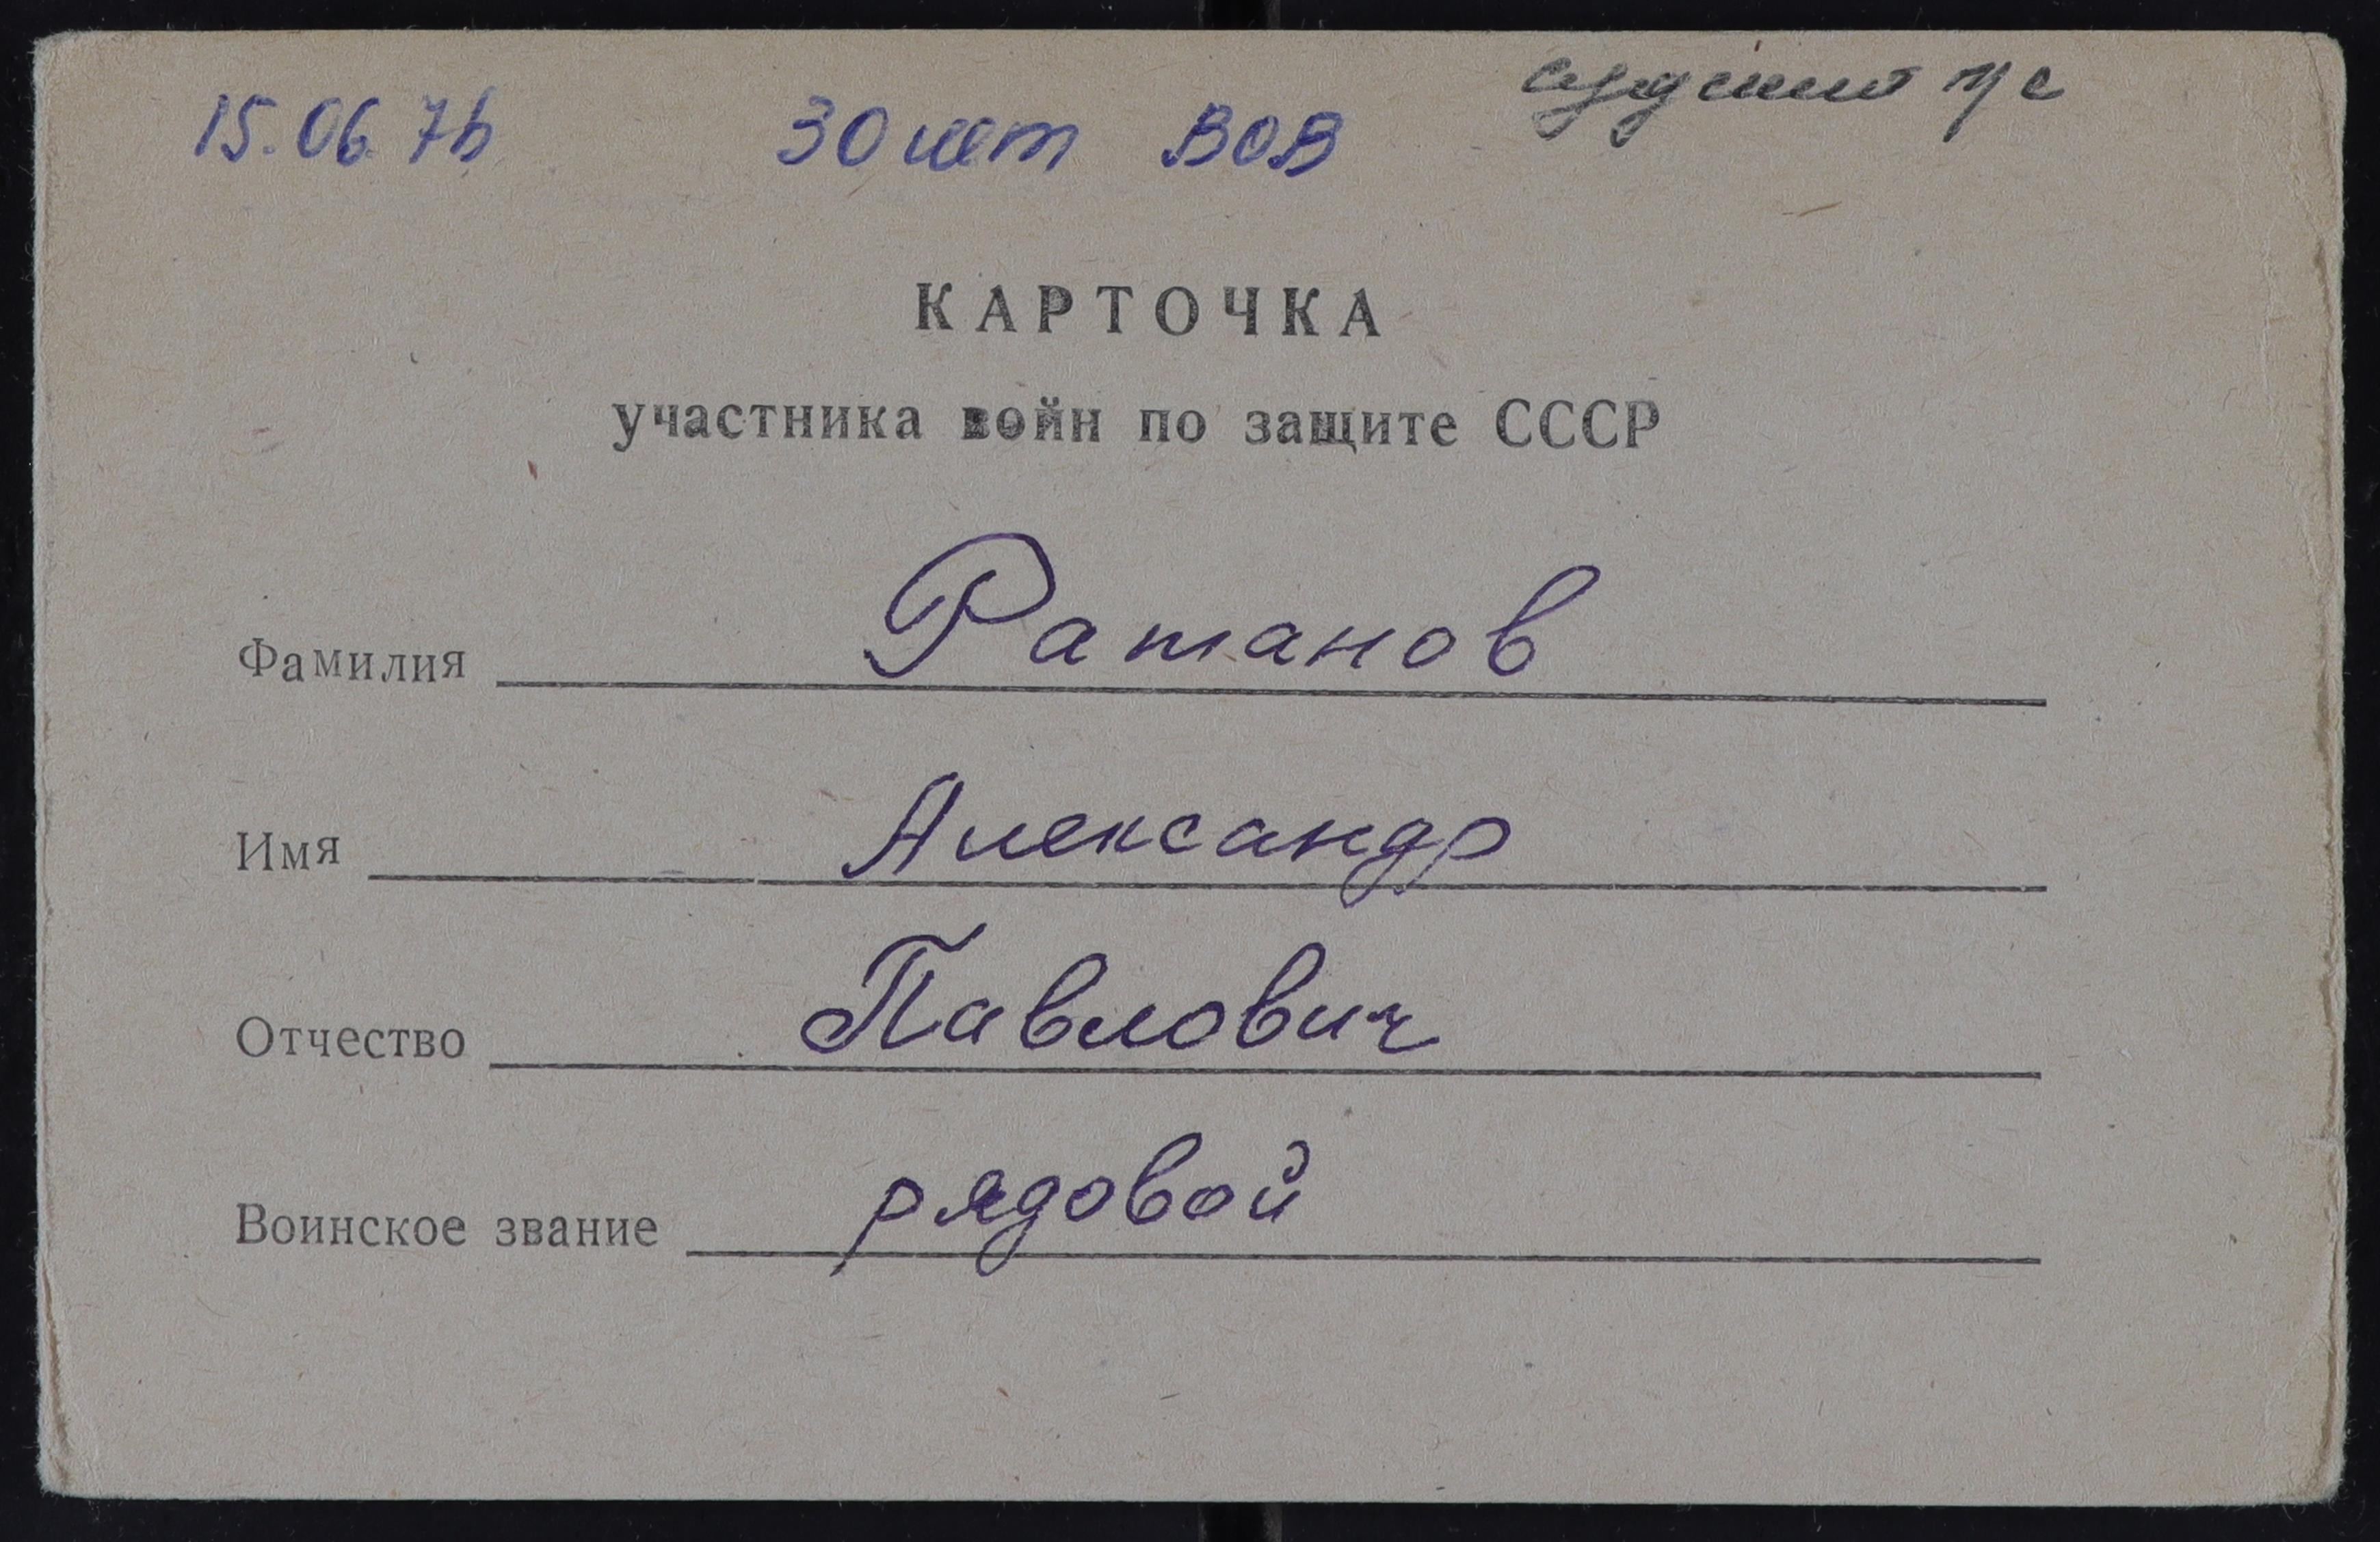 15.06.76 30 лет ВОВ
КАРТОЧКА
участника войн по защите СССР
Фамилия Ратанов
Имя Александр
Отчество Павлович
Воинское звание рядовой